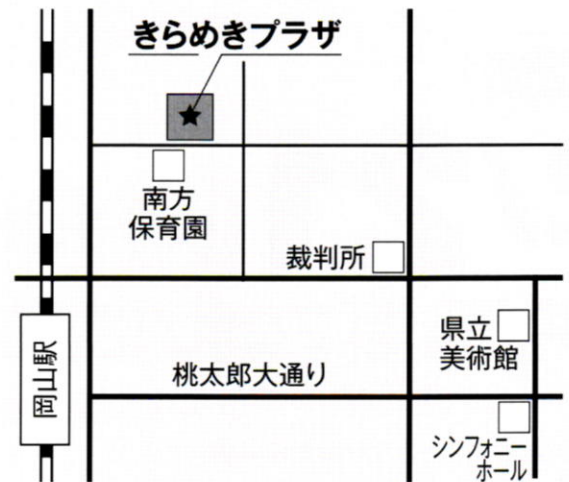 きらめきプラザ
南方
保育園
裁判所
県立
美術館
岡山駅
桃太郎大通り
シンフォニー
ホール